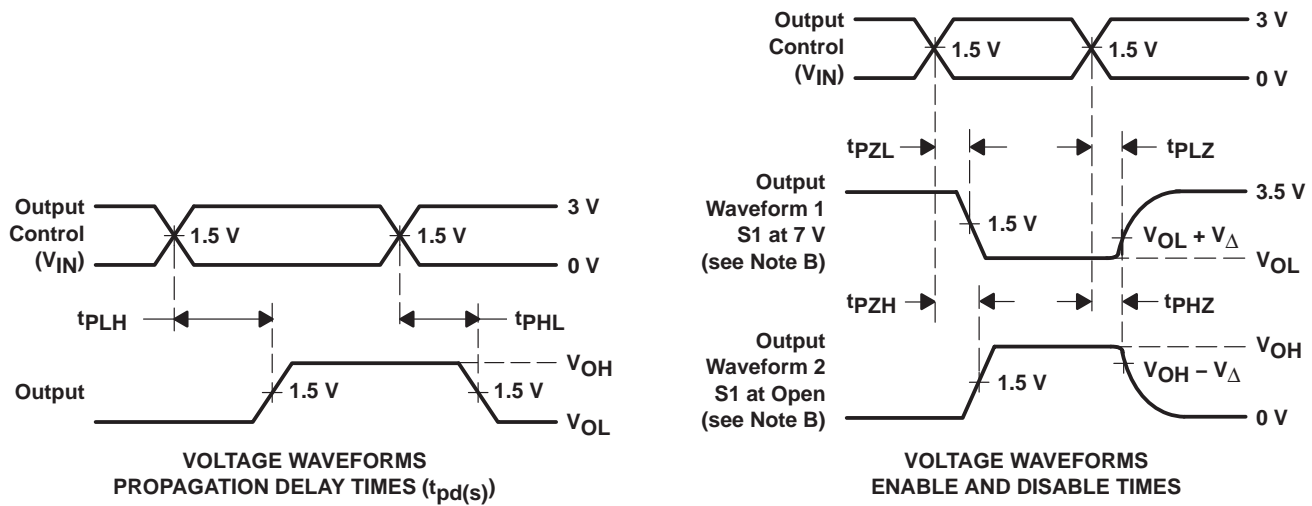 Output
Control
(VIN)
3 V
1.5 V
1.5 V
0 V
tPLH
tPHL
Output
VOH
1.5 V
1.5 V
VOL
VOLTAGE WAVEFORMS
PROPAGATION DELAY TIMES (tpd(s))
Output
Control
(VIN)
3 V
1.5 V
1.5 V
0 V
tPZL
tPLZ
Output
Waveform 1
S1 at 7 V
(see Note B)
3.5 V
1.5 V
VOL + VΔ
VOL
tPZH
tPHZ
Output
Waveform 2
S1 at Open
(see Note B)
VOH
1.5 V
VOH − VΔ
0 V
VOLTAGE WAVEFORMS
ENABLE AND DISABLE TIMES